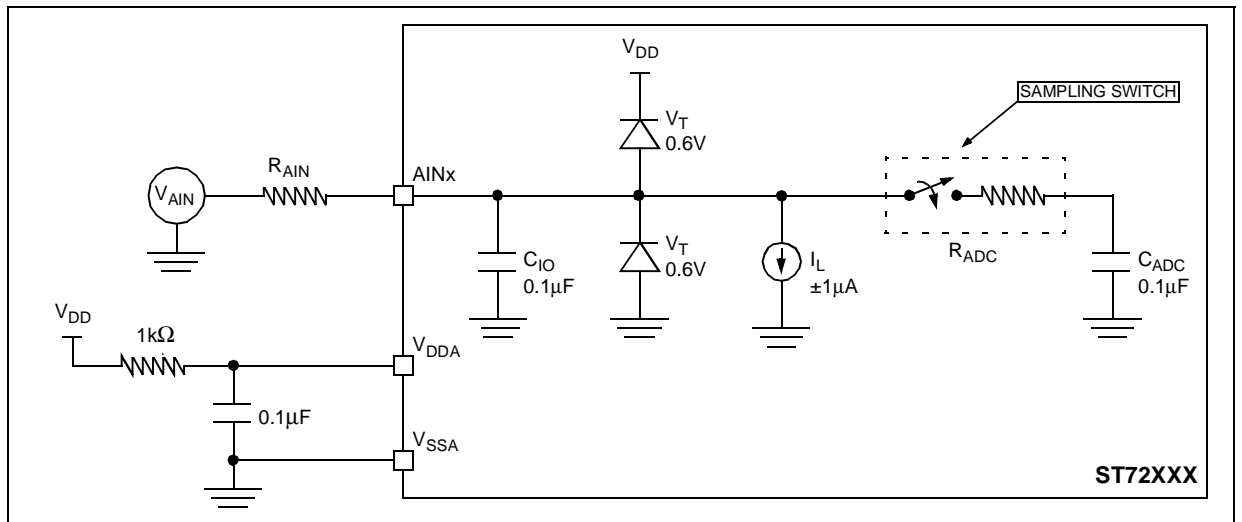 V_DD
SAMPLING SWITCH
V_T
0.6V
R_AIN
AINx
V_AIN
V_T
0.6V
C_IO
0.1µF
I_L
±1µA
R_ADC
C_ADC
0.1µF
V_DD
1kΩ
V_DDA
0.1µF
V_SSA
ST72XXX